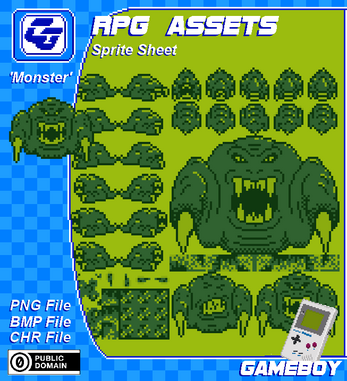 RPG ASSETS
Sprite Sheet
'Monster'
PNG File
BMP File
CHR File
PUBLIC
DOMAIN
GAMEBOY